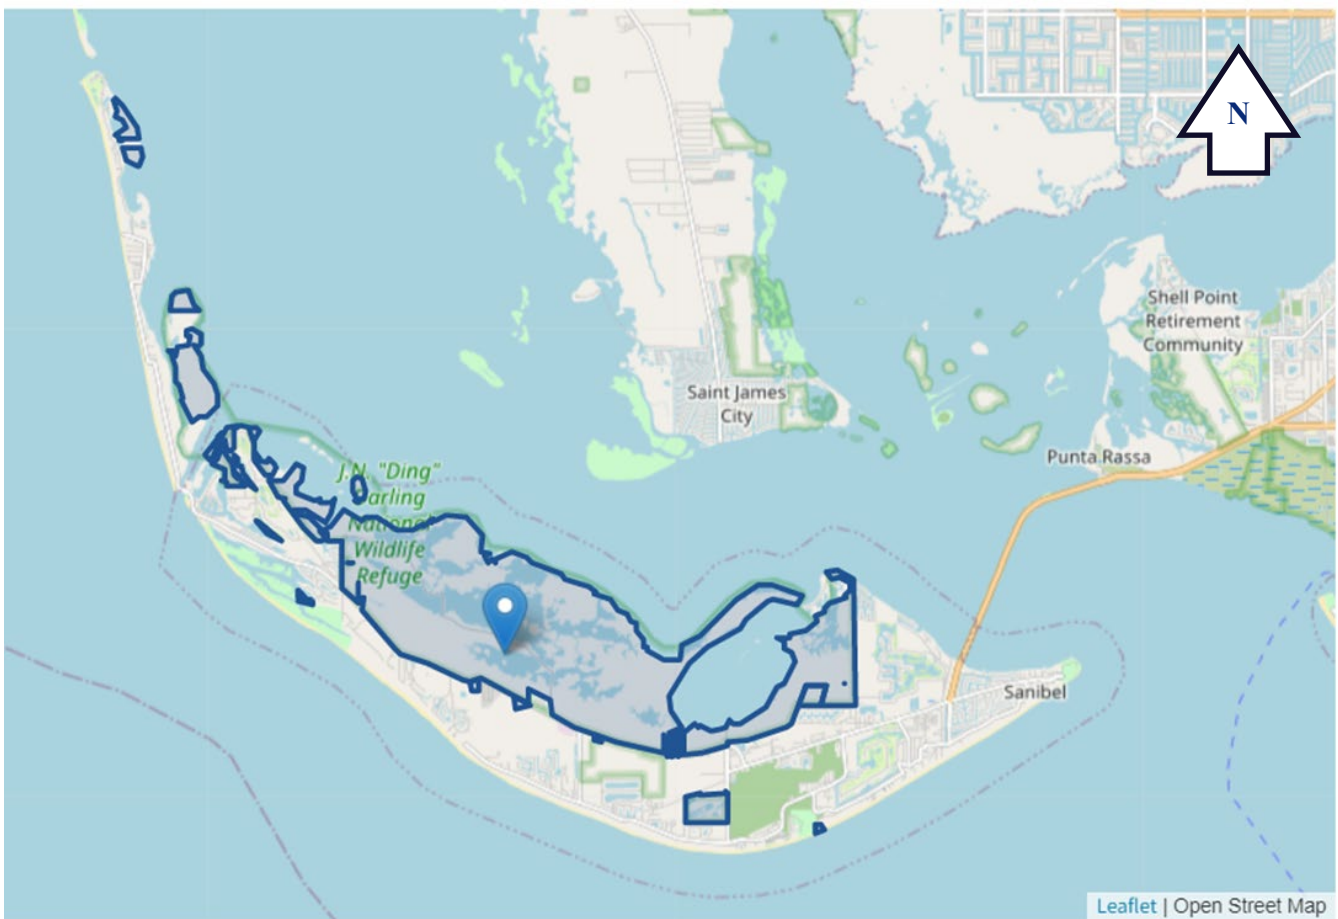 N
Shell Point
Retirement
Community
Saint James
City
Punta Rassa
J.N. "Ding"
Darling
National
Wildlife
Refuge
Sanibel
Leaflet | Open Street Map